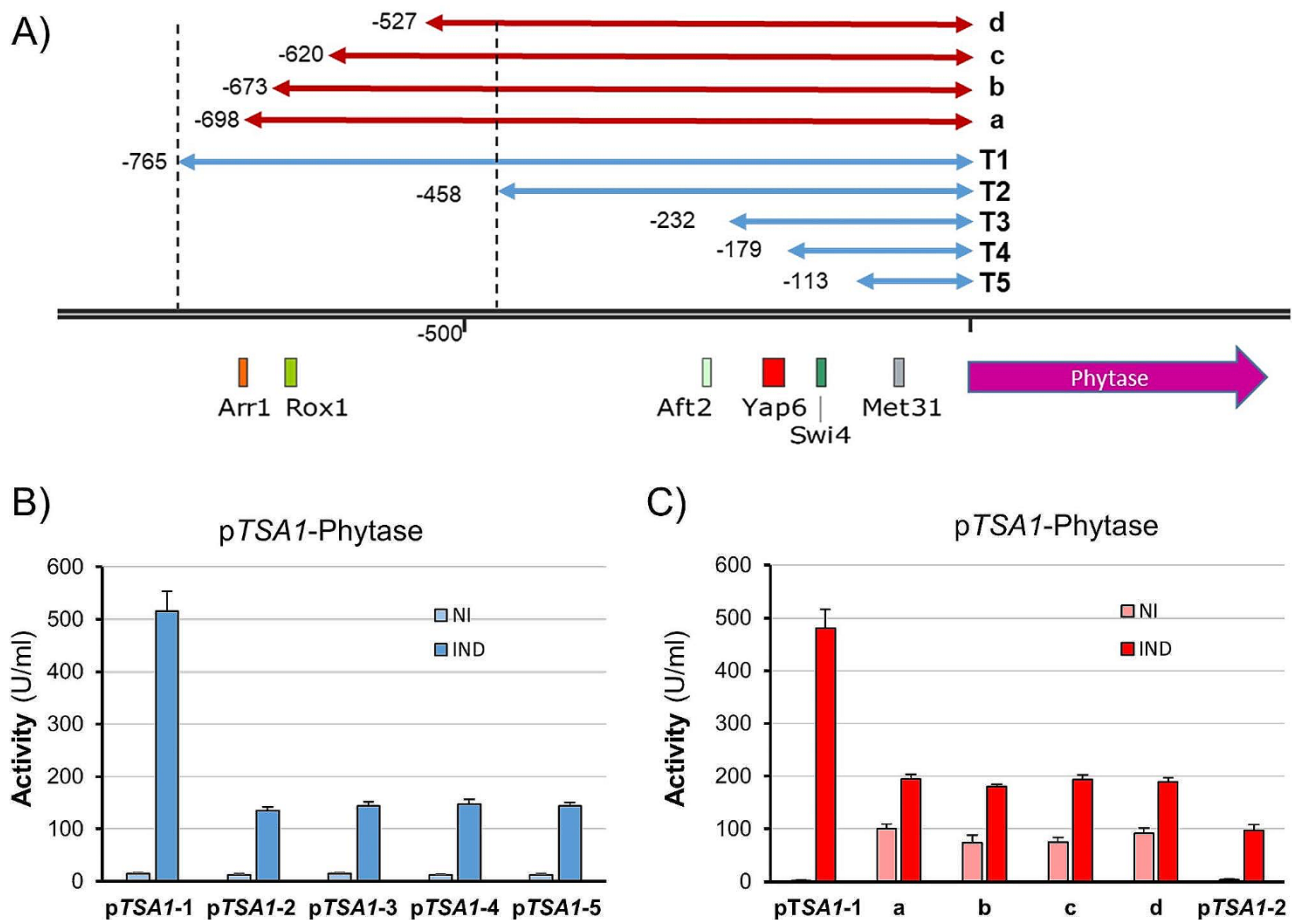 A)
-527 d
-620 c
-673 b
-698 a
-765 T1
-458 T2
-232 T3
-179 T4
-113 T5
-500
Arr1 Rox1 Aft2 Yap6 Swi4 Met31 Phytase
B)
pTSA1-Phytase
600
500
400
300
200
100
0
Activity (U/ml)
NI
IND
pTSA1-1 pTSA1-2 pTSA1-3 pTSA1-4 pTSA1-5
C)
pTSA1-Phytase
600
500
400
300
200
100
0
Activity (U/ml)
NI
IND
pTSA1-1 a b c d pTSA1-2